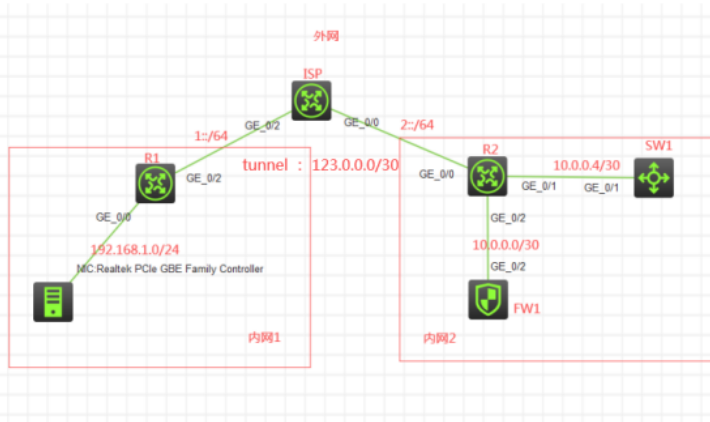 外网
ISP
GE_0/2
GE_0/0
1::/64
2::/64
R1
R2
SW1
tunnel : 123.0.0.0/30
10.0.0.4/30
GE_0/2
GE_0/0
GE_0/1
GE_0/1
GE_0/0
GE_0/2
192.168.1.0/24
10.0.0.0/30
NIC:Realtek PCIe GBE Family Controller
GE_0/2
FW1
内网1
内网2